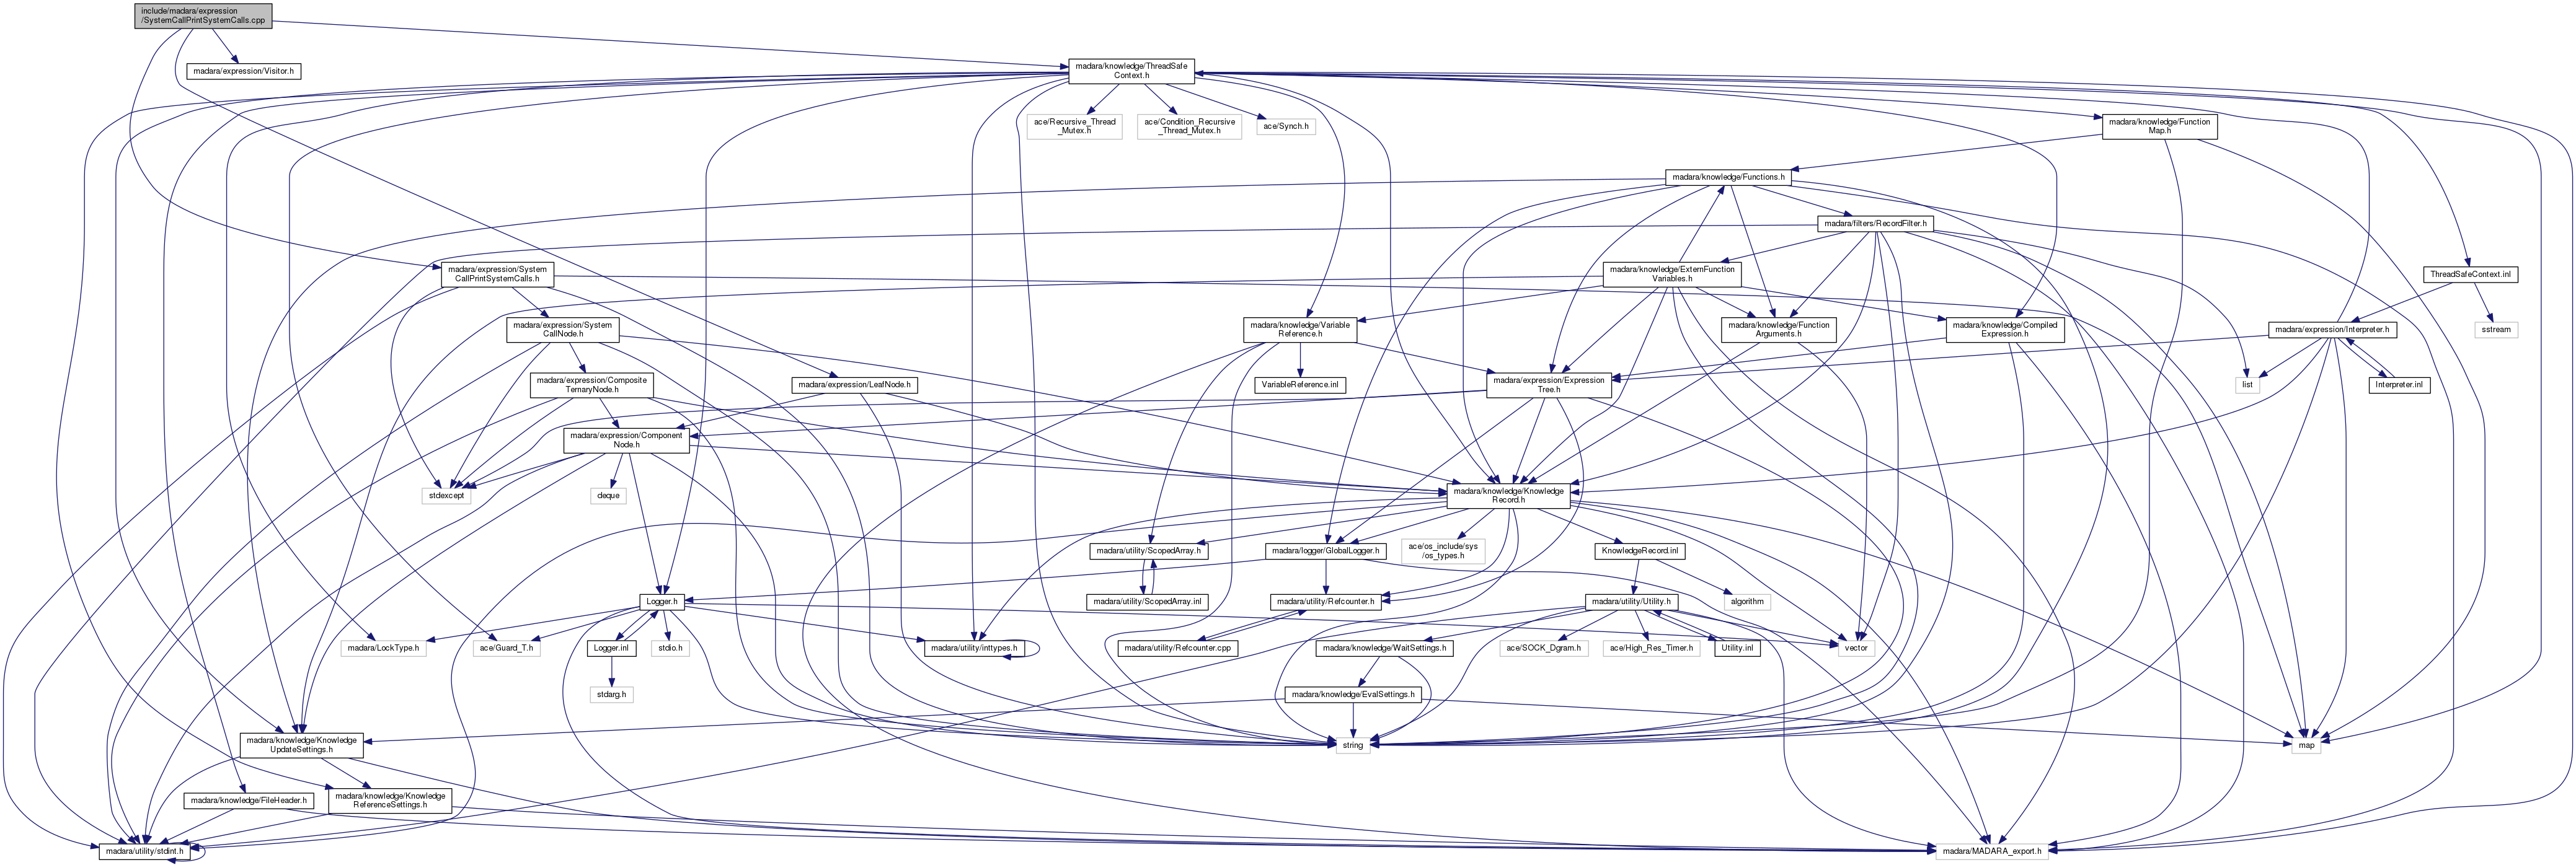 include/madara/expression
/SystemCallPrintSystemCalls.cpp
madara/expression/Visitor.h
madara/knowledge/ThreadSafe
Context.h
ace/Recursive_Thread
_Mutex.h
ace/Condition_Recursive
_Thread_Mutex.h
ace/Synch.h
madara/knowledge/Function
Map.h
madara/knowledge/Functions.h
madara/filters/RecordFilter.h
madara/expression/System
CallPrintSystemCalls.h
madara/knowledge/ExternFunction
Variables.h
ThreadSafeContext.inl
madara/expression/System
CallNode.h
madara/knowledge/Variable
Reference.h
madara/knowledge/Function
Arguments.h
madara/knowledge/Compiled
Expression.h
madara/expression/Interpreter.h
sstream
madara/expression/Composite
TernaryNode.h
madara/expression/LeafNode.h
VariableReference.inl
madara/expression/Expression
Tree.h
list
Interpreter.inl
madara/expression/Component
Node.h
stdexcept
deque
madara/knowledge/Knowledge
Record.h
madara/utility/ScopedArray.h
madara/logger/GlobalLogger.h
ace/os_include/sys
/os_types.h
KnowledgeRecord.inl
Logger.h
madara/utility/ScopedArray.inl
madara/utility/Refcounter.h
madara/utility/Utility.h
algorithm
madara/LockType.h
ace/Guard_T.h
Logger.inl
stdio.h
madara/utility/inttypes.h
madara/utility/Refcounter.cpp
madara/knowledge/WaitSettings.h
ace/SOCK_Dgram.h
ace/High_Res_Timer.h
Utility.inl
vector
stdarg.h
madara/knowledge/EvalSettings.h
madara/knowledge/Knowledge
UpdateSettings.h
string
map
madara/knowledge/FileHeader.h
madara/knowledge/Knowledge
ReferenceSettings.h
madara/utility/stdint.h
madara/MADARA_export.h